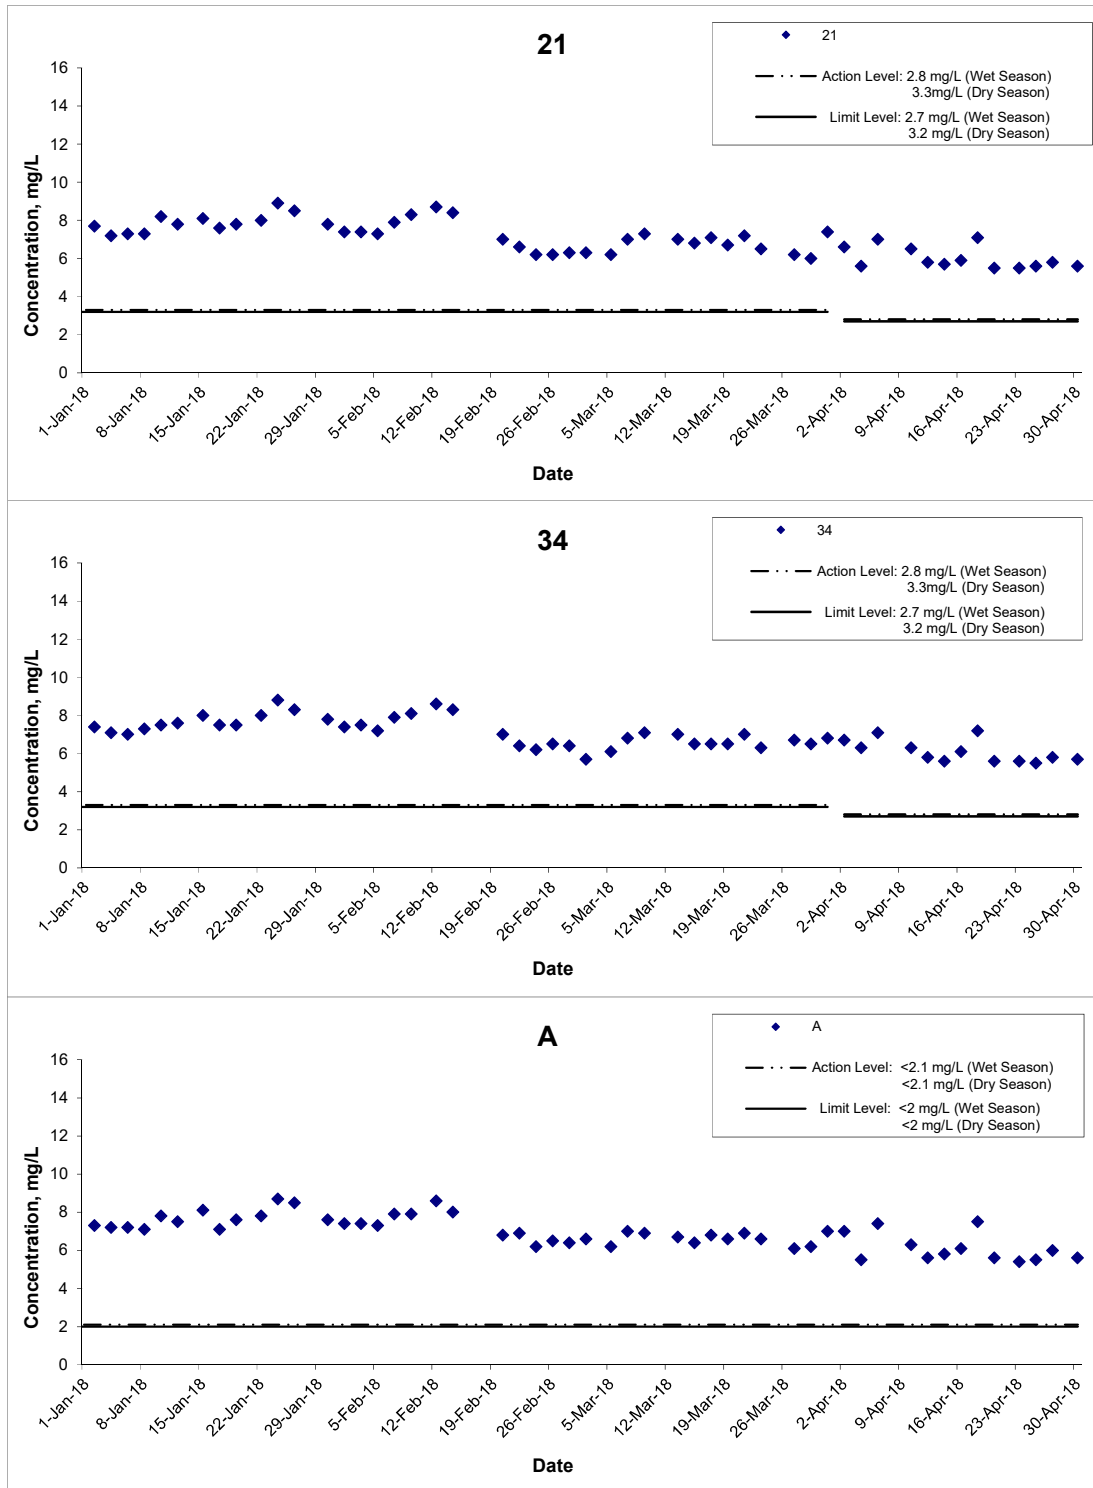 21
21
Action Level: 2.8 mg/L (Wet Season)
3.3mg/L (Dry Season)
Limit Level: 2.7 mg/L (Wet Season)
3.2 mg/L (Dry Season)
Concentration, mg/L
16
14
12
10
8
6
4
2
0
1-Jan-18
8-Jan-18
15-Jan-18
22-Jan-18
29-Jan-18
5-Feb-18
12-Feb-18
19-Feb-18
26-Feb-18
5-Mar-18
12-Mar-18
19-Mar-18
26-Mar-18
2-Apr-18
9-Apr-18
16-Apr-18
23-Apr-18
30-Apr-18
Date
34
34
Action Level: 2.8 mg/L (Wet Season)
3.3mg/L (Dry Season)
Limit Level: 2.7 mg/L (Wet Season)
3.2 mg/L (Dry Season)
Concentration, mg/L
16
14
12
10
8
6
4
2
0
1-Jan-18
8-Jan-18
15-Jan-18
22-Jan-18
29-Jan-18
5-Feb-18
12-Feb-18
19-Feb-18
26-Feb-18
5-Mar-18
12-Mar-18
19-Mar-18
26-Mar-18
2-Apr-18
9-Apr-18
16-Apr-18
23-Apr-18
30-Apr-18
Date
A
A
Action Level: <2.1 mg/L (Wet Season)
<2.1 mg/L (Dry Season)
Limit Level: <2 mg/L (Wet Season)
<2 mg/L (Dry Season)
Concentration, mg/L
16
14
12
10
8
6
4
2
0
1-Jan-18
8-Jan-18
15-Jan-18
22-Jan-18
29-Jan-18
5-Feb-18
12-Feb-18
19-Feb-18
26-Feb-18
5-Mar-18
12-Mar-18
19-Mar-18
26-Mar-18
2-Apr-18
9-Apr-18
16-Apr-18
23-Apr-18
30-Apr-18
Date